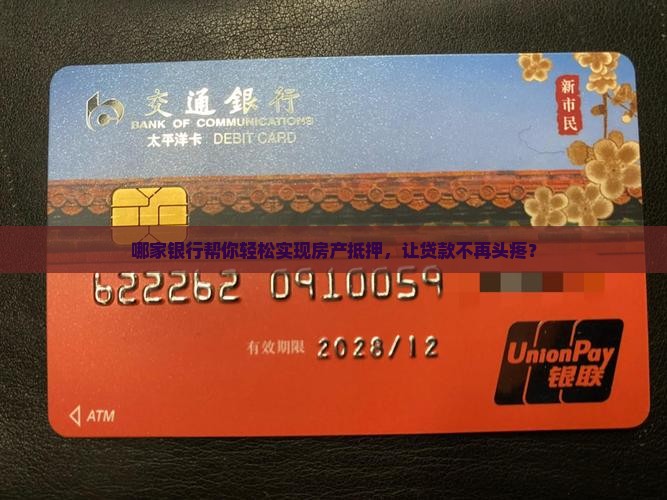 交通銀行
BANK OF COMMUNICATIONS
太平洋卡 DEBIT CARD
新市民
哪家银行帮你轻松实现房产抵押，让贷款不再头疼？
622262 0910059
有效期限 2028/12
UnionPay
银联
ATM